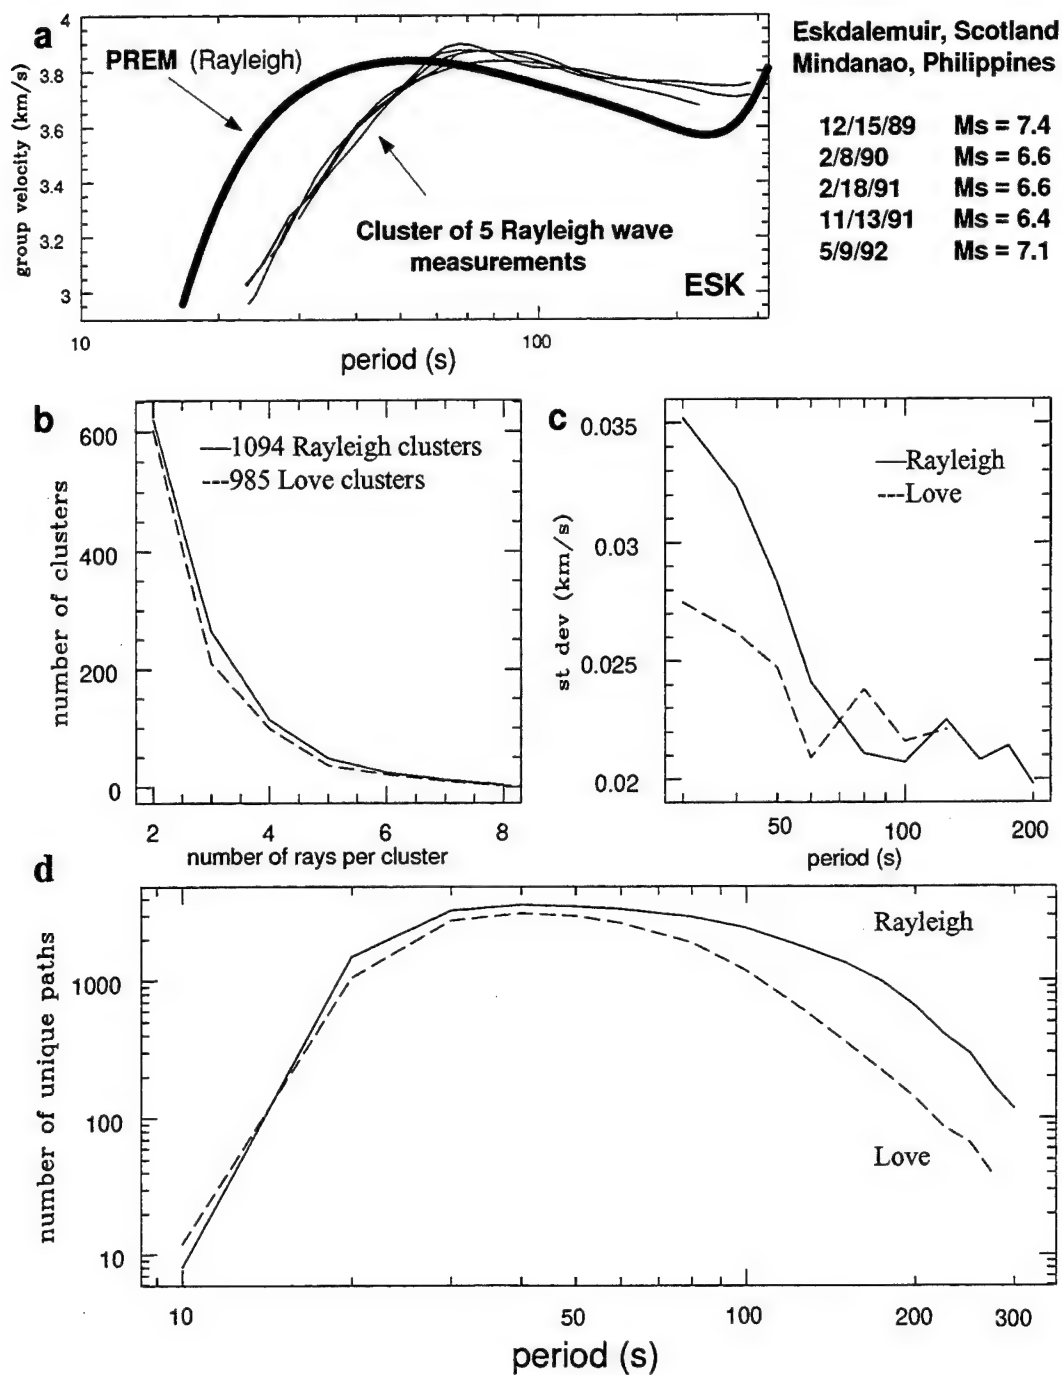 a
PREM (Rayleigh)
group velocity (km/s)
4
3.8
3.6
3.4
3.2
3
Cluster of 5 Rayleigh wave
measurements
ESK
10
100
period (s)
Eskdalemuir, Scotland
Mindanao, Philippines
12/15/89 Ms = 7.4
2/8/90 Ms = 6.6
2/18/91 Ms = 6.6
11/13/91 Ms = 6.4
5/9/92 Ms = 7.1
b
number of clusters
600
400
200
0
1094 Rayleigh clusters
985 Love clusters
2
4
6
8
number of rays per cluster
c
st dev (km/s)
0.035
0.03
0.025
0.02
Rayleigh
Love
50
100
200
period (s)
d
number of unique paths
1000
100
10
Rayleigh
Love
10
50
100
200
300
period (s)